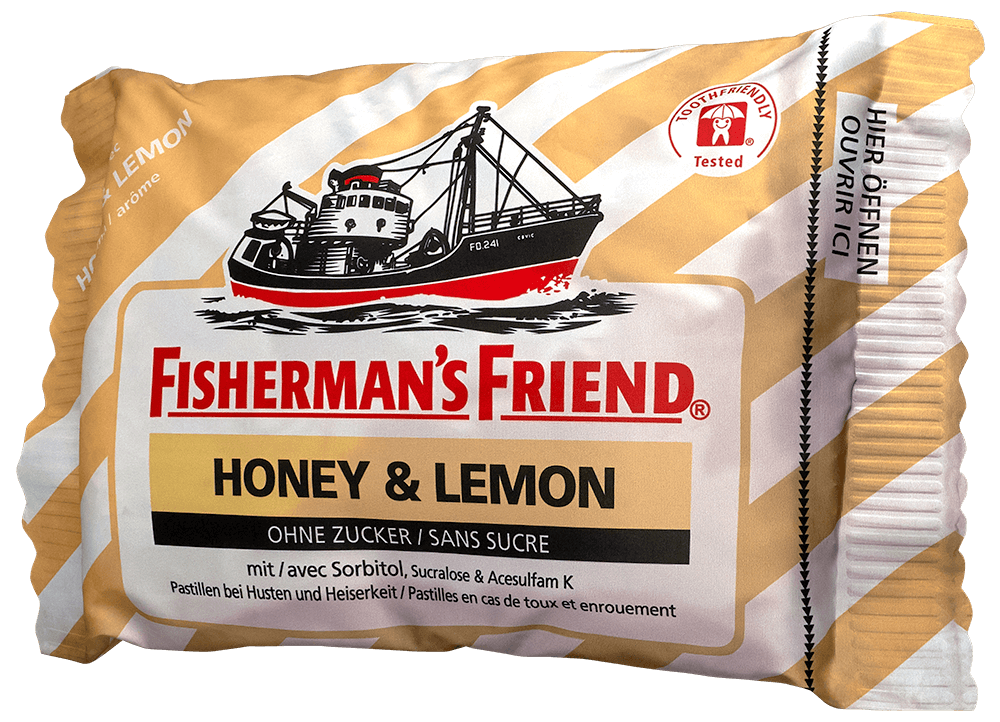 & LEMON
arôme
TOOTHFRIENDLY
Tested
HIER ÖFFNEN
OUVRIR ICI
FD.241
FISHERMAN'S FRIEND®
HONEY & LEMON
OHNE ZUCKER / SANS SUCRE
mit / avec Sorbitol, Sucralose & Acesulfam K
Pastillen bei Husten und Heiserkeit / Pastilles en cas de toux et enrouement